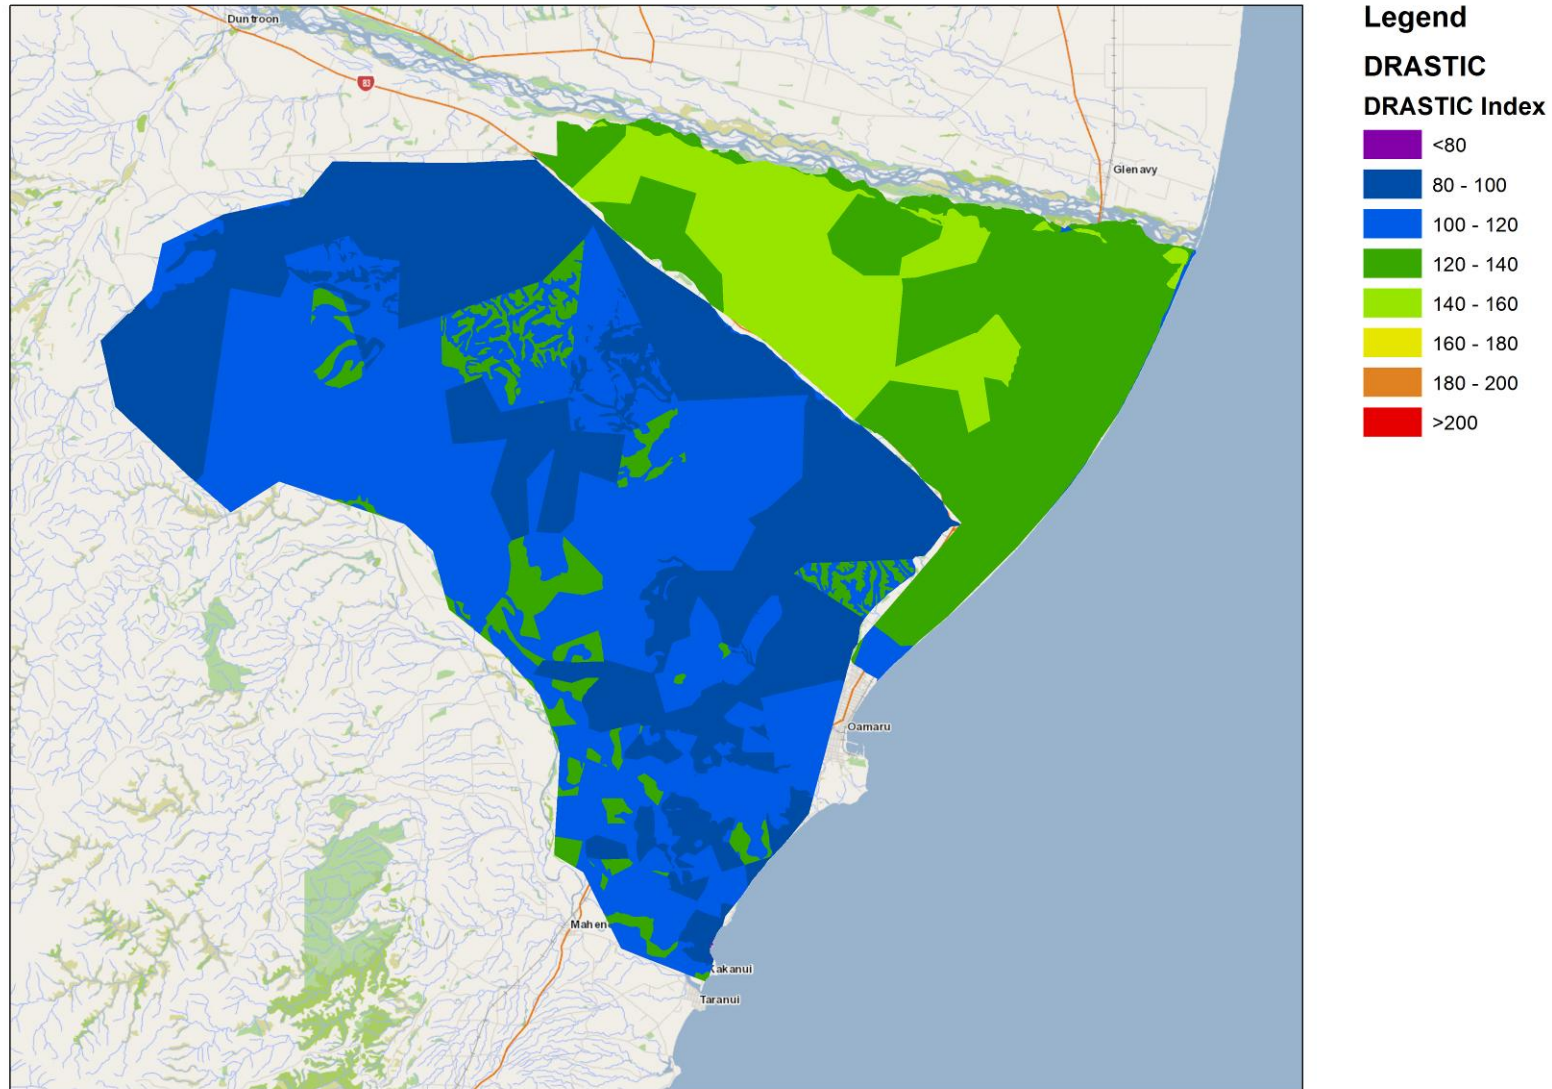 Duntroon
83
Glenavy
Oamaru
Mahen
Kakanui
Taranui
Legend
DRASTIC
DRASTIC Index
<80
80 - 100
100 - 120
120 - 140
140 - 160
160 - 180
180 - 200
>200